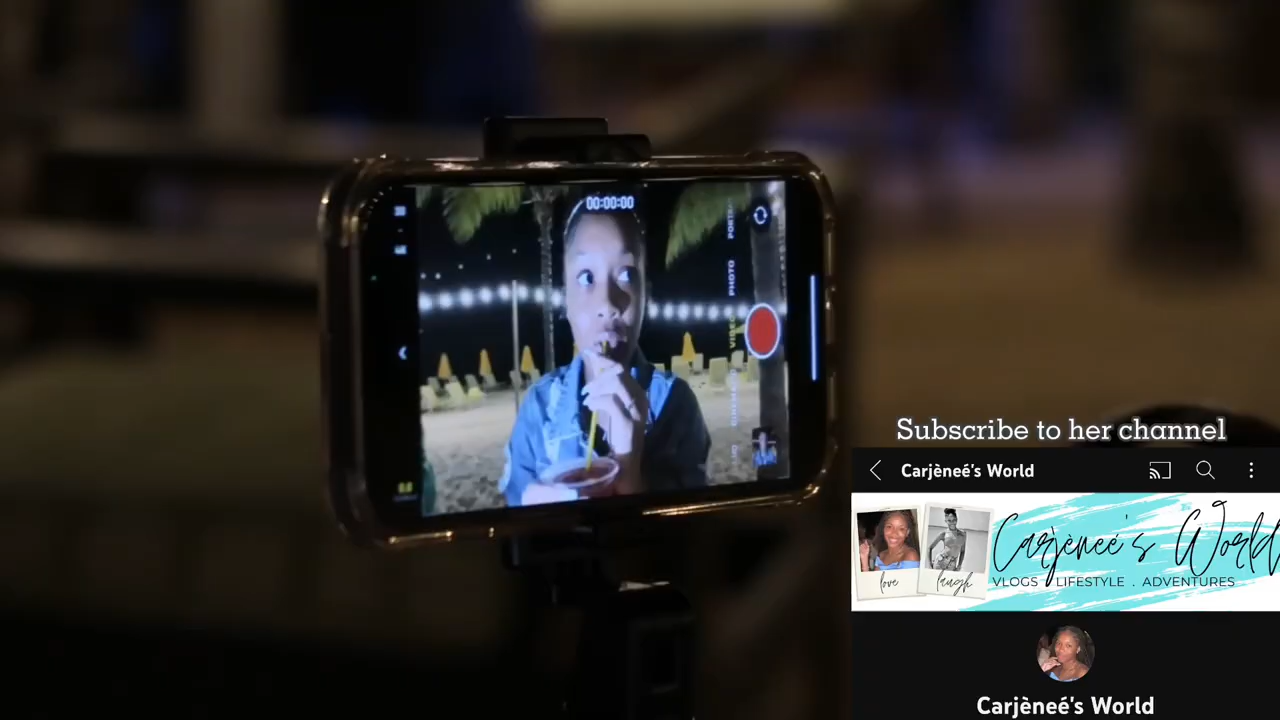 00:00:00
PHOTO
VIDEO
Subscribe to her channel
Carjèneé's World
Carjèneé's World
love
laugh
VLOGS . LIFESTYLE . ADVENTURES
Carjèneé's World